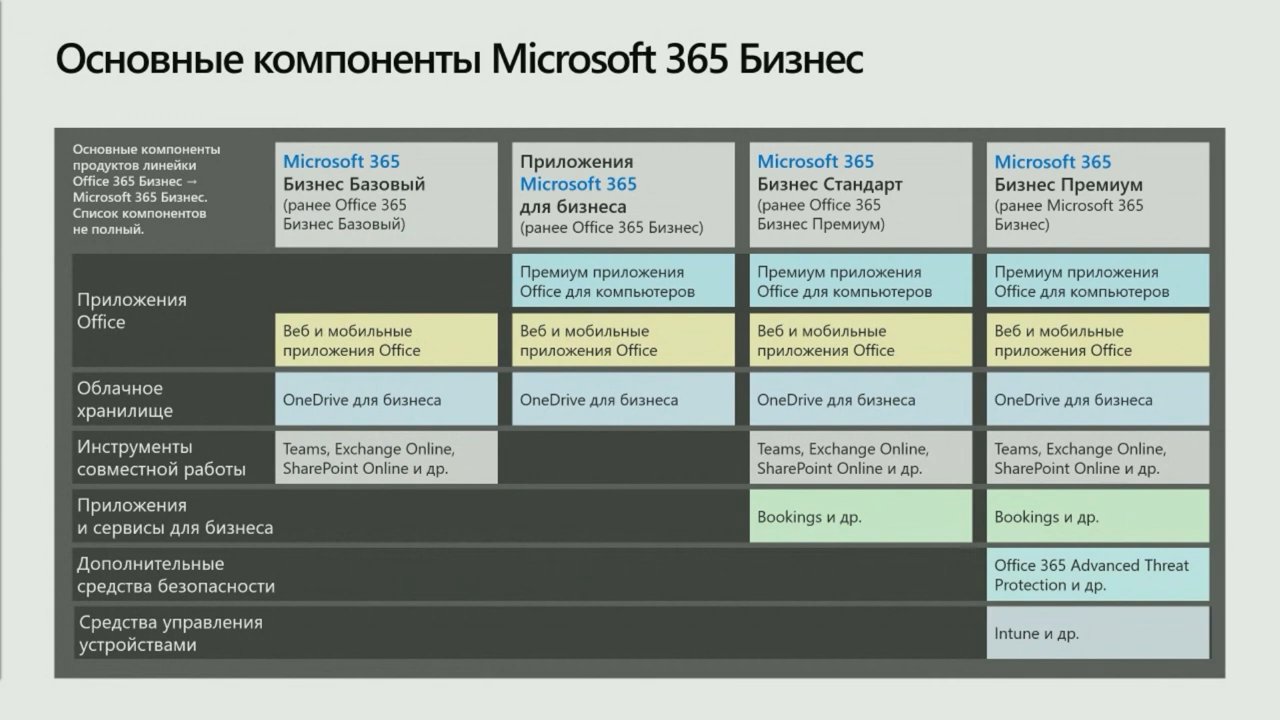 Основные компоненты Microsoft 365 Бизнес
Основные компоненты
продуктов линейки
Office 365 Бизнес →
Microsoft 365 Бизнес.
Список компонентов
не полный.
Microsoft 365
Бизнес Базовый
(ранее Office 365
Бизнес Базовый)
Приложения
Microsoft 365
для бизнеса
(ранее Office 365 Бизнес)
Microsoft 365
Бизнес Стандарт
(ранее Office 365
Бизнес Премиум)
Microsoft 365
Бизнес Премиум
(ранее Microsoft 365
Бизнес)
Приложения
Office
Премиум приложения
Office для компьютеров
Премиум приложения
Office для компьютеров
Премиум приложения
Office для компьютеров
Веб и мобильные
приложения Office
Веб и мобильные
приложения Office
Веб и мобильные
приложения Office
Веб и мобильные
приложения Office
Облачное
хранилище
OneDrive для бизнеса
OneDrive для бизнеса
OneDrive для бизнеса
OneDrive для бизнеса
Инструменты
совместной работы
Teams, Exchange Online,
SharePoint Online и др.
Teams, Exchange Online,
SharePoint Online и др.
Teams, Exchange Online,
SharePoint Online и др.
Приложения
и сервисы для бизнеса
Bookings и др.
Bookings и др.
Дополнительные
средства безопасности
Office 365 Advanced Threat
Protection и др.
Средства управления
устройствами
Intune и др.